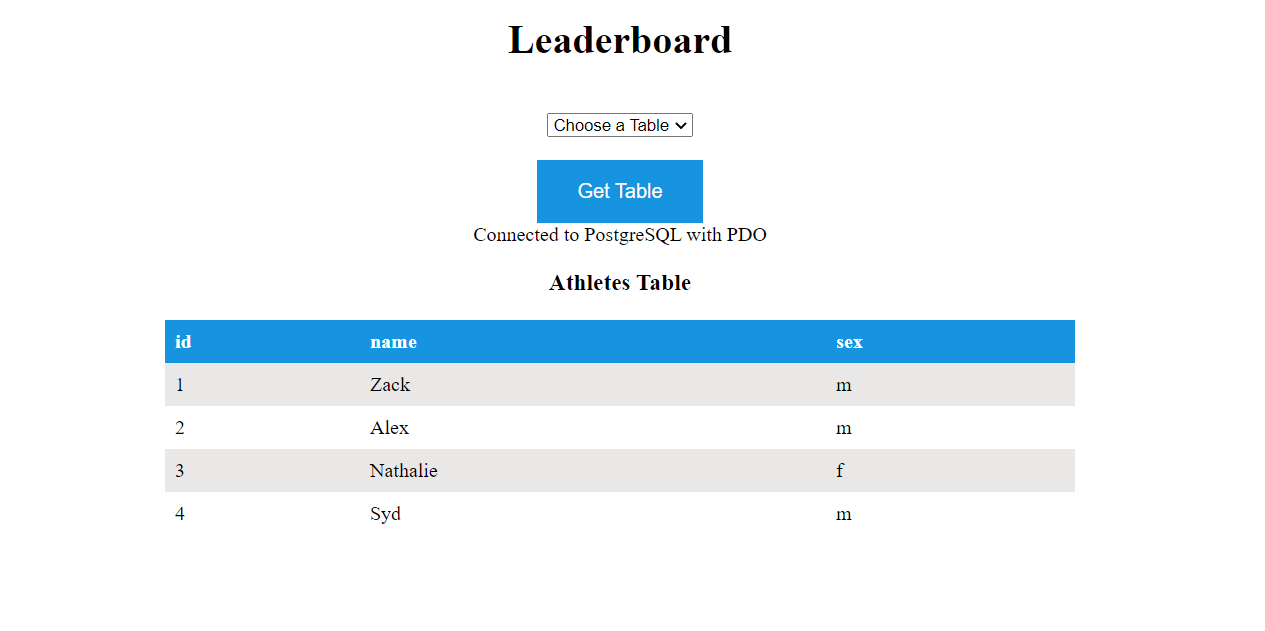 Leaderboard
Choose a Table
Get Table
Connected to PostgreSQL with PDO
Athletes Table
id name sex
1 Zack m
2 Alex m
3 Nathalie f
4 Syd m